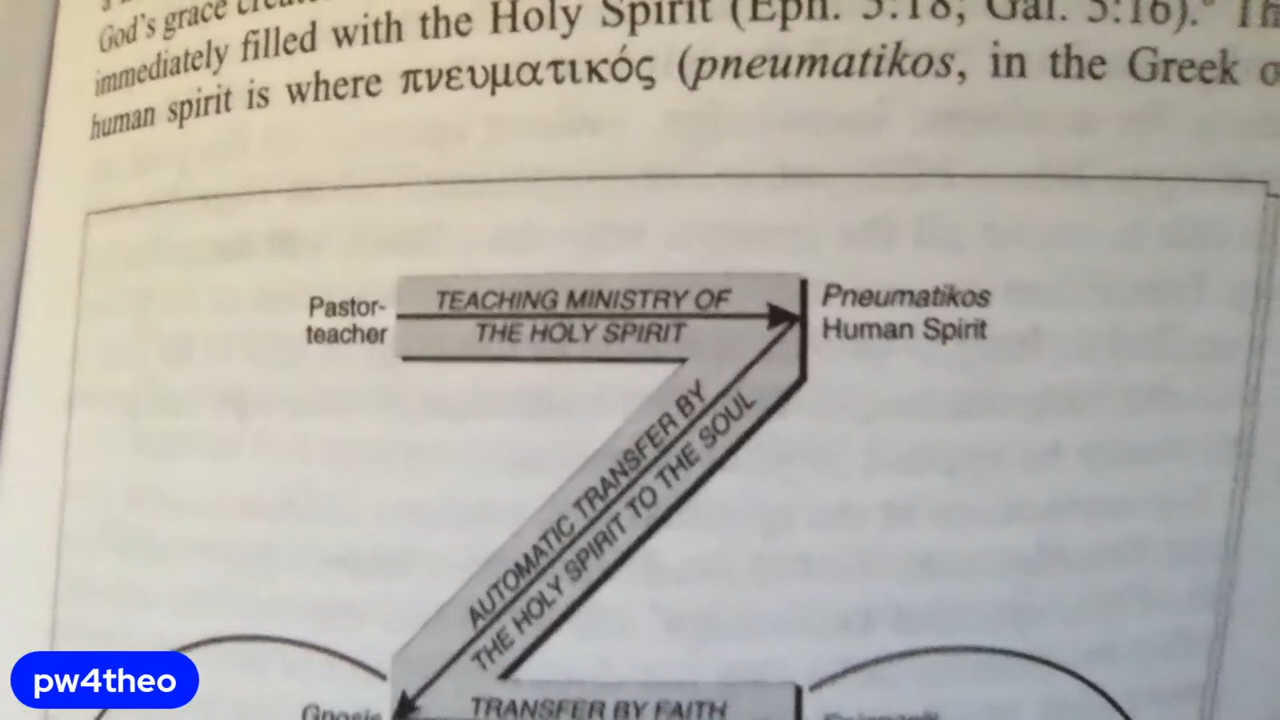 God's grace
immediately filled with the Holy Spirit (Eph. 5:18; Gal. 5:16).
human spirit is where πνευματικός (pneumatikos, in the Greek
Pastor-
teacher
TEACHING MINISTRY OF
THE HOLY SPIRIT
Pneumatikos
Human Spirit
AUTOMATIC TRANSFER BY
THE HOLY SPIRIT TO THE SOUL
Gnosis
TRANSFER BY FAITH
pw4theo